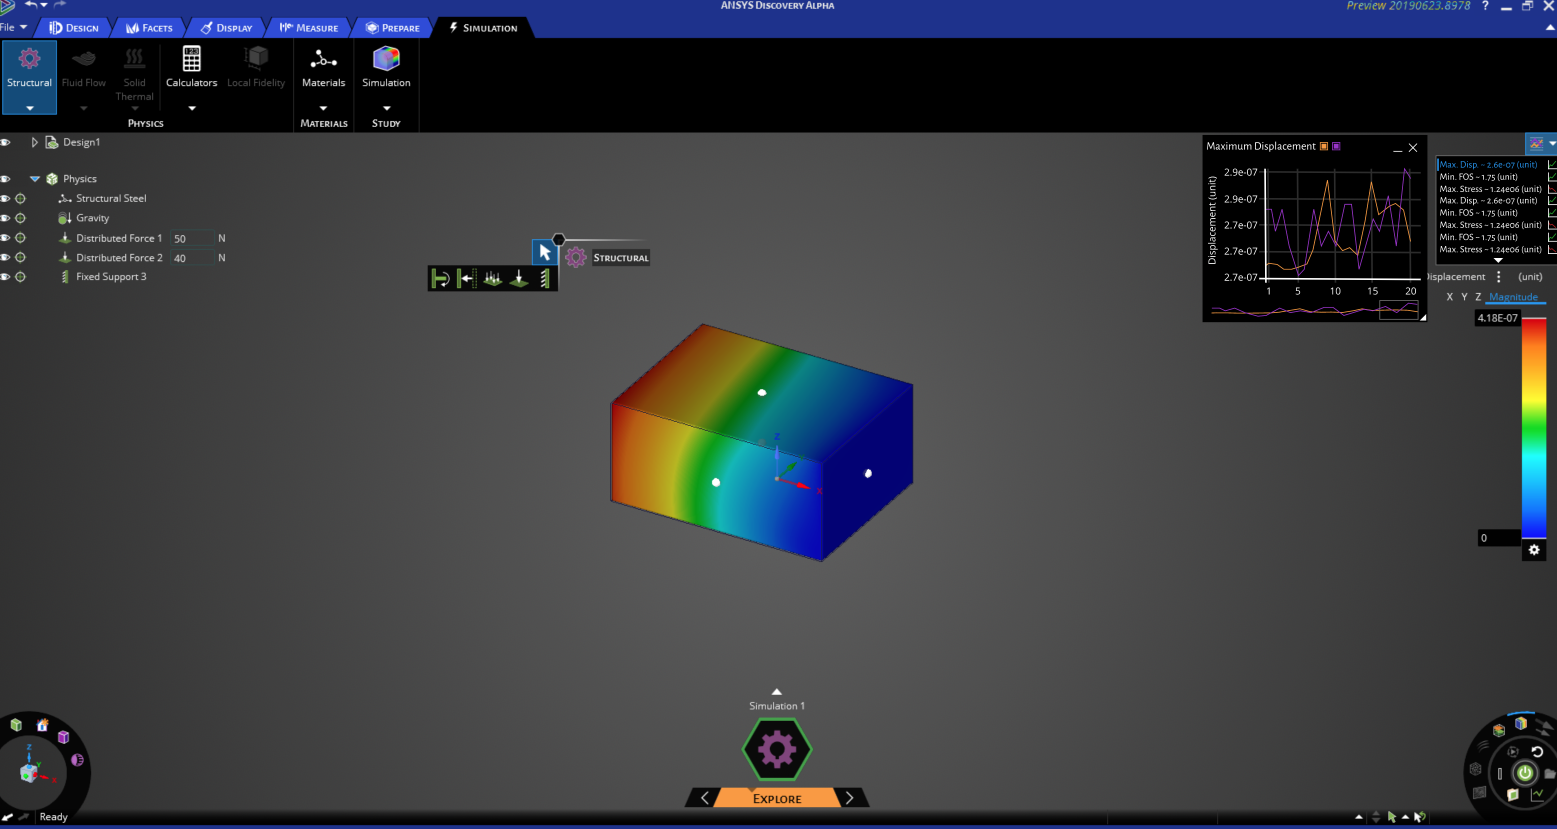 ANSYS DISCOVERY ALPHA
Preview 20190623.8978 ?
File DESIGN FACETS DISPLAY MEASURE PREPARE SIMULATION
Structural Fluid Flow Solid Thermal Calculators Local Fidelity Materials Simulation
PHYSICS MATERIALS STUDY
Design1
Physics
Structural Steel
Gravity
Distributed Force 1 50 N
Distributed Force 2 40 N
Fixed Support 3
STRUCTURAL
Maximum Displacement
Displacement (unit)
2.9e-07
2.9e-07
2.7e-07
2.7e-07
2.7e-07
1 5 10 15 20
Max. Disp. ~ 2.6e-07 (unit)
Min. FOS ~ 1.75 (unit)
Max. Stress ~ 1.24e06 (unit)
Max. Disp. ~ 2.6e-07 (unit)
Min. FOS ~ 1.75 (unit)
Max. Stress ~ 1.24e06 (unit)
Min. FOS ~ 1.75 (unit)
Max. Stress ~ 1.24e06 (unit)
isplacement (unit)
X Y Z Magnitude
4.18E-07
0
Z
X
Simulation 1
EXPLORE
Z
Y
X
Ready